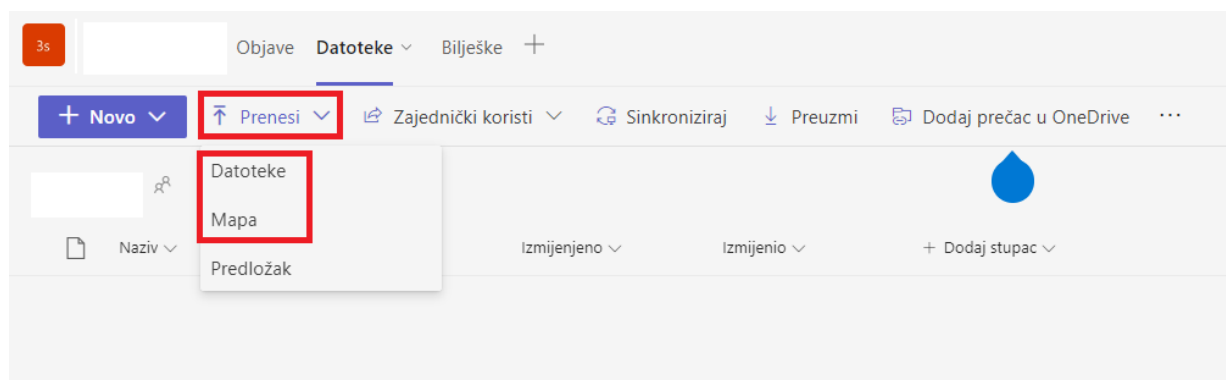 3s Objave Datoteke Bilješke
Novo Prenesi Zajednički koristi Sinkroniziraj Preuzmi Dodaj prečac u OneDrive ...
Datoteke
Mapa
Naziv Izmijenjeno Izmijenio + Dodaj stupac
Predložak